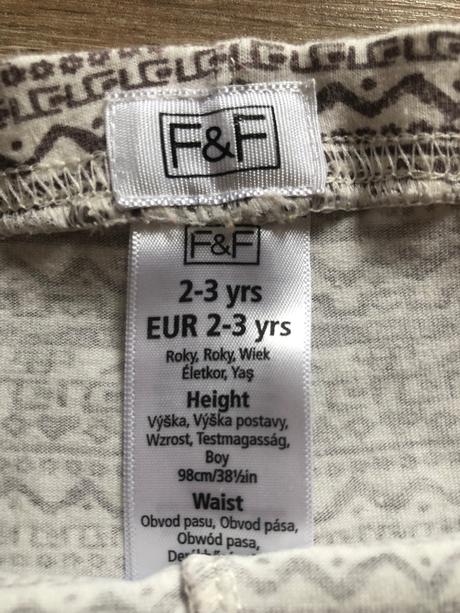 F&F
F&F
2-3 yrs
EUR 2-3 yrs
Roky, Roky, Wiek
Életkor, Yaş
Height
Výška, Výška postavy,
Wzrost, Testmagasság,
Boy
98cm/38½in
Waist
Obvod pasu, Obvod pása,
Obwód pasa,